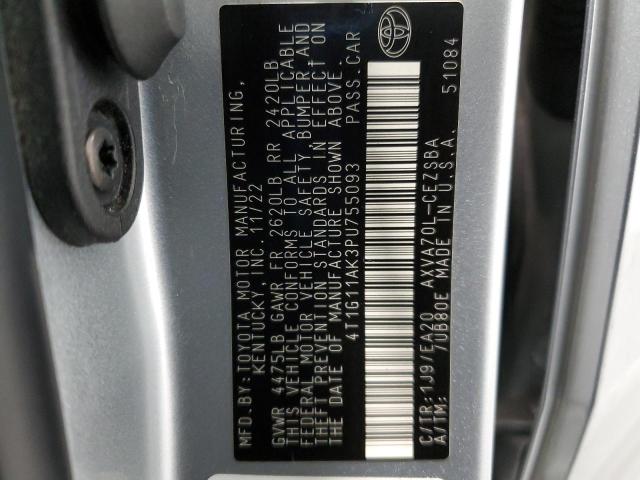 MFD. BY: TOYOTA MOTOR MANUFACTURING,
KENTUCKY, INC. 11/22
GVWR 4475LB GAWR FR 2620LB RR 2420LB
THIS VEHICLE CONFORMS TO ALL APPLICABLE
FEDERAL MOTOR VEHICLE SAFETY, BUMPER AND
THEFT PREVENTION STANDARDS IN EFFECT ON
THE DATE OF MANUFACTURE SHOWN ABOVE.
4T1G11AK3PU755093 PASS. CAR
C/TR: 1J9/EA20 AXVA70L-CEZSBA
A/TM: /UB80E MADE IN U.S.A.
51084